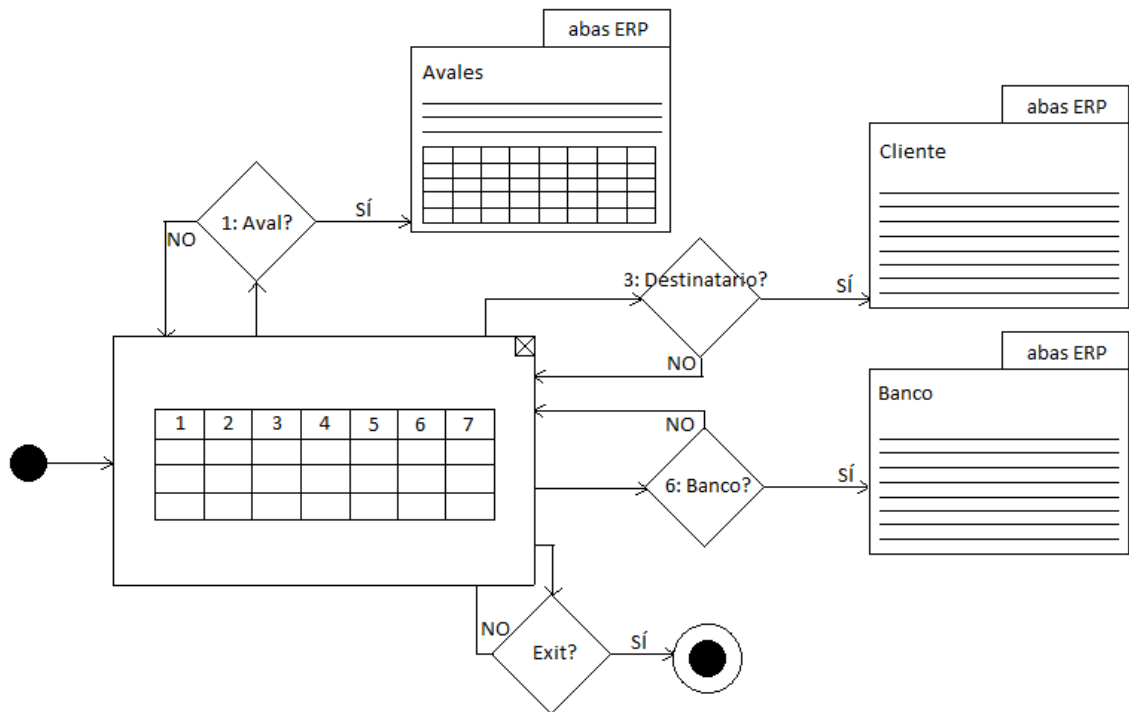 abas ERP
Avales
abas ERP
Cliente
1: Aval?
SÍ
NO
3: Destinatario?
SÍ
NO
abas ERP
Banco
1 2 3 4 5 6 7
NO
6: Banco?
SÍ
NO
Exit?
SÍ